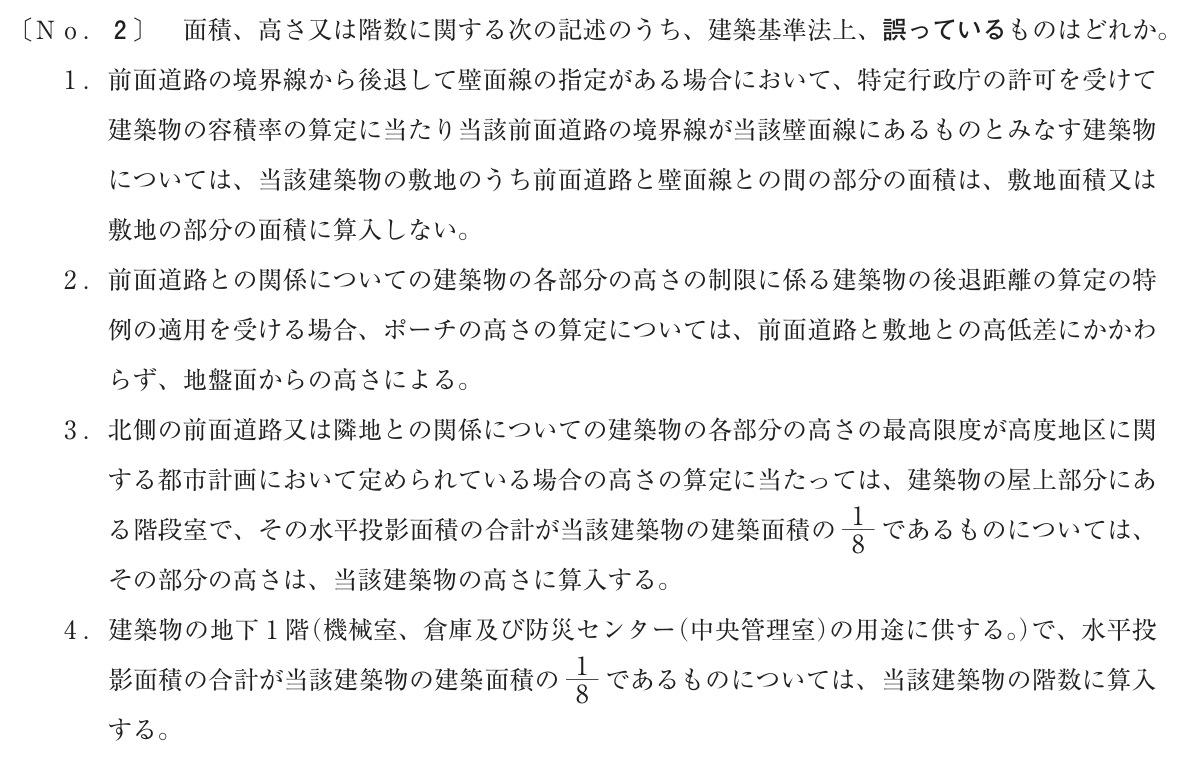 〔No. 2〕 面積、高さ又は階数に関する次の記述のうち、建築基準法上、誤っているものはどれか。
1. 前面道路の境界線から後退して壁面線の指定がある場合において、特定行政庁の許可を受けて
建築物の容積率の算定に当たり当該前面道路の境界線が当該壁面線にあるものとみなす建築物
については、当該建築物の敷地のうち前面道路と壁面線との間の部分の面積は、敷地面積又は
敷地の部分の面積に算入しない。
2. 前面道路との関係についての建築物の各部分の高さの制限に係る建築物の後退距離の算定の特
例の適用を受ける場合、ポーチの高さの算定については、前面道路と敷地との高低差にかかわ
らず、地盤面からの高さによる。
3. 北側の前面道路又は隣地との関係についての建築物の各部分の高さの最高限度が高度地区に関
する都市計画において定められている場合の高さの算定に当たっては、建築物の屋上部分にあ
る階段室で、その水平投影面積の合計が当該建築物の建築面積の1/8であるものについては、
その部分の高さは、当該建築物の高さに算入する。
4. 建築物の地下1階(機械室、倉庫及び防災センター(中央管理室)の用途に供する。)で、水平投
影面積の合計が当該建築物の建築面積の1/8であるものについては、当該建築物の階数に算入
する。